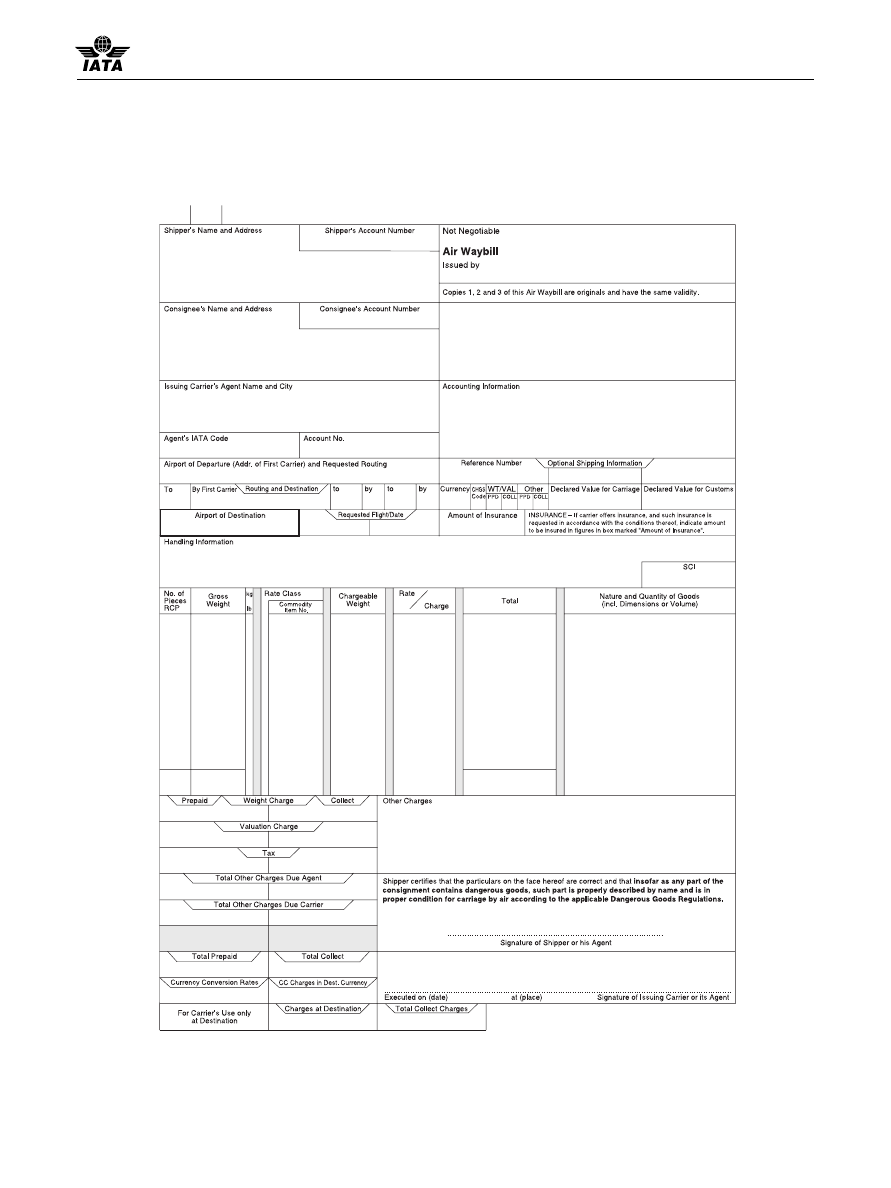 IATA
Shipper's Name and Address
Shipper's Account Number
Not Negotiable
Air Waybill
Issued by
Copies 1, 2 and 3 of this Air Waybill are originals and have the same validity.
Consignee's Name and Address
Consignee's Account Number
Issuing Carrier's Agent Name and City
Accounting Information
Agent's IATA Code
Account No.
Airport of Departure (Addr. of First Carrier) and Requested Routing
Reference Number
Optional Shipping Information
To
By First Carrier
Routing and Destination
to
by
to
by
Currency
CHGS
Code
WT/VAL
PPD
COLL
Other
PPD
COLL
Declared Value for Carriage
Declared Value for Customs
Airport of Destination
Requested Flight/Date
Amount of Insurance
INSURANCE – If carrier offers insurance, and such insurance is
requested in accordance with the conditions thereof, indicate amount
to be insured in figures in box marked "Amount of Insurance".
Handling Information
SCI
No. of
Pieces
RCP
Gross
Weight
kg
lb
Rate Class
Commodity
Item No.
Chargeable
Weight
Rate
Charge
Total
Nature and Quantity of Goods
(incl. Dimensions or Volume)
Prepaid
Weight Charge
Collect
Other Charges
Valuation Charge
Tax
Total Other Charges Due Agent
Shipper certifies that the particulars on the face hereof are correct and that insofar as any part of the
consignment contains dangerous goods, such part is properly described by name and is in
proper condition for carriage by air according to the applicable Dangerous Goods Regulations.
Total Other Charges Due Carrier
Signature of Shipper or his Agent
Total Prepaid
Total Collect
Currency Conversion Rates
CC Charges in Dest. Currency
Executed on (date)
at (place)
Signature of Issuing Carrier or its Agent
For Carrier's Use only
at Destination
Charges at Destination
Total Collect Charges